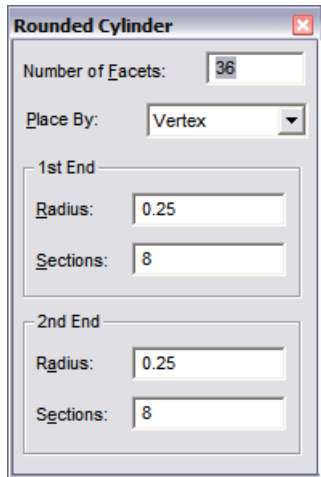 Rounded Cylinder
Number of Facets: 36
Place By: Vertex
1st End
Radius: 0.25
Sections: 8
2nd End
Radius: 0.25
Sections: 8